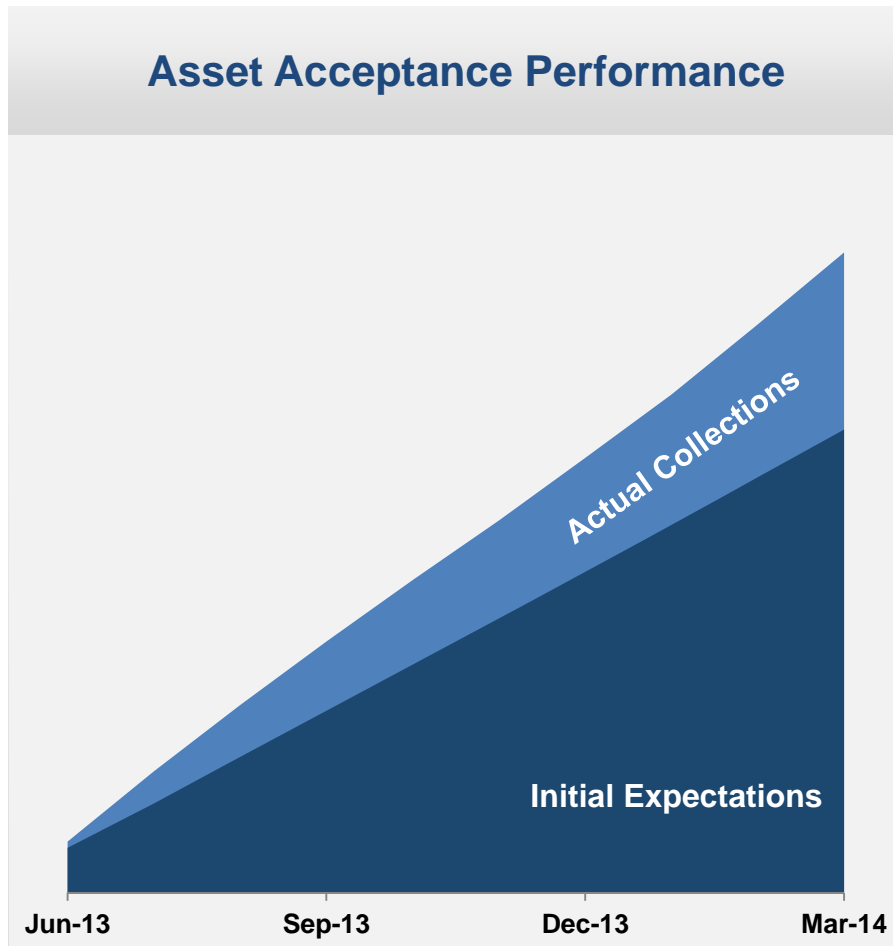 Asset Acceptance Performance
Actual Collections
Initial Expectations
Jun-13 Sep-13 Dec-13 Mar-14